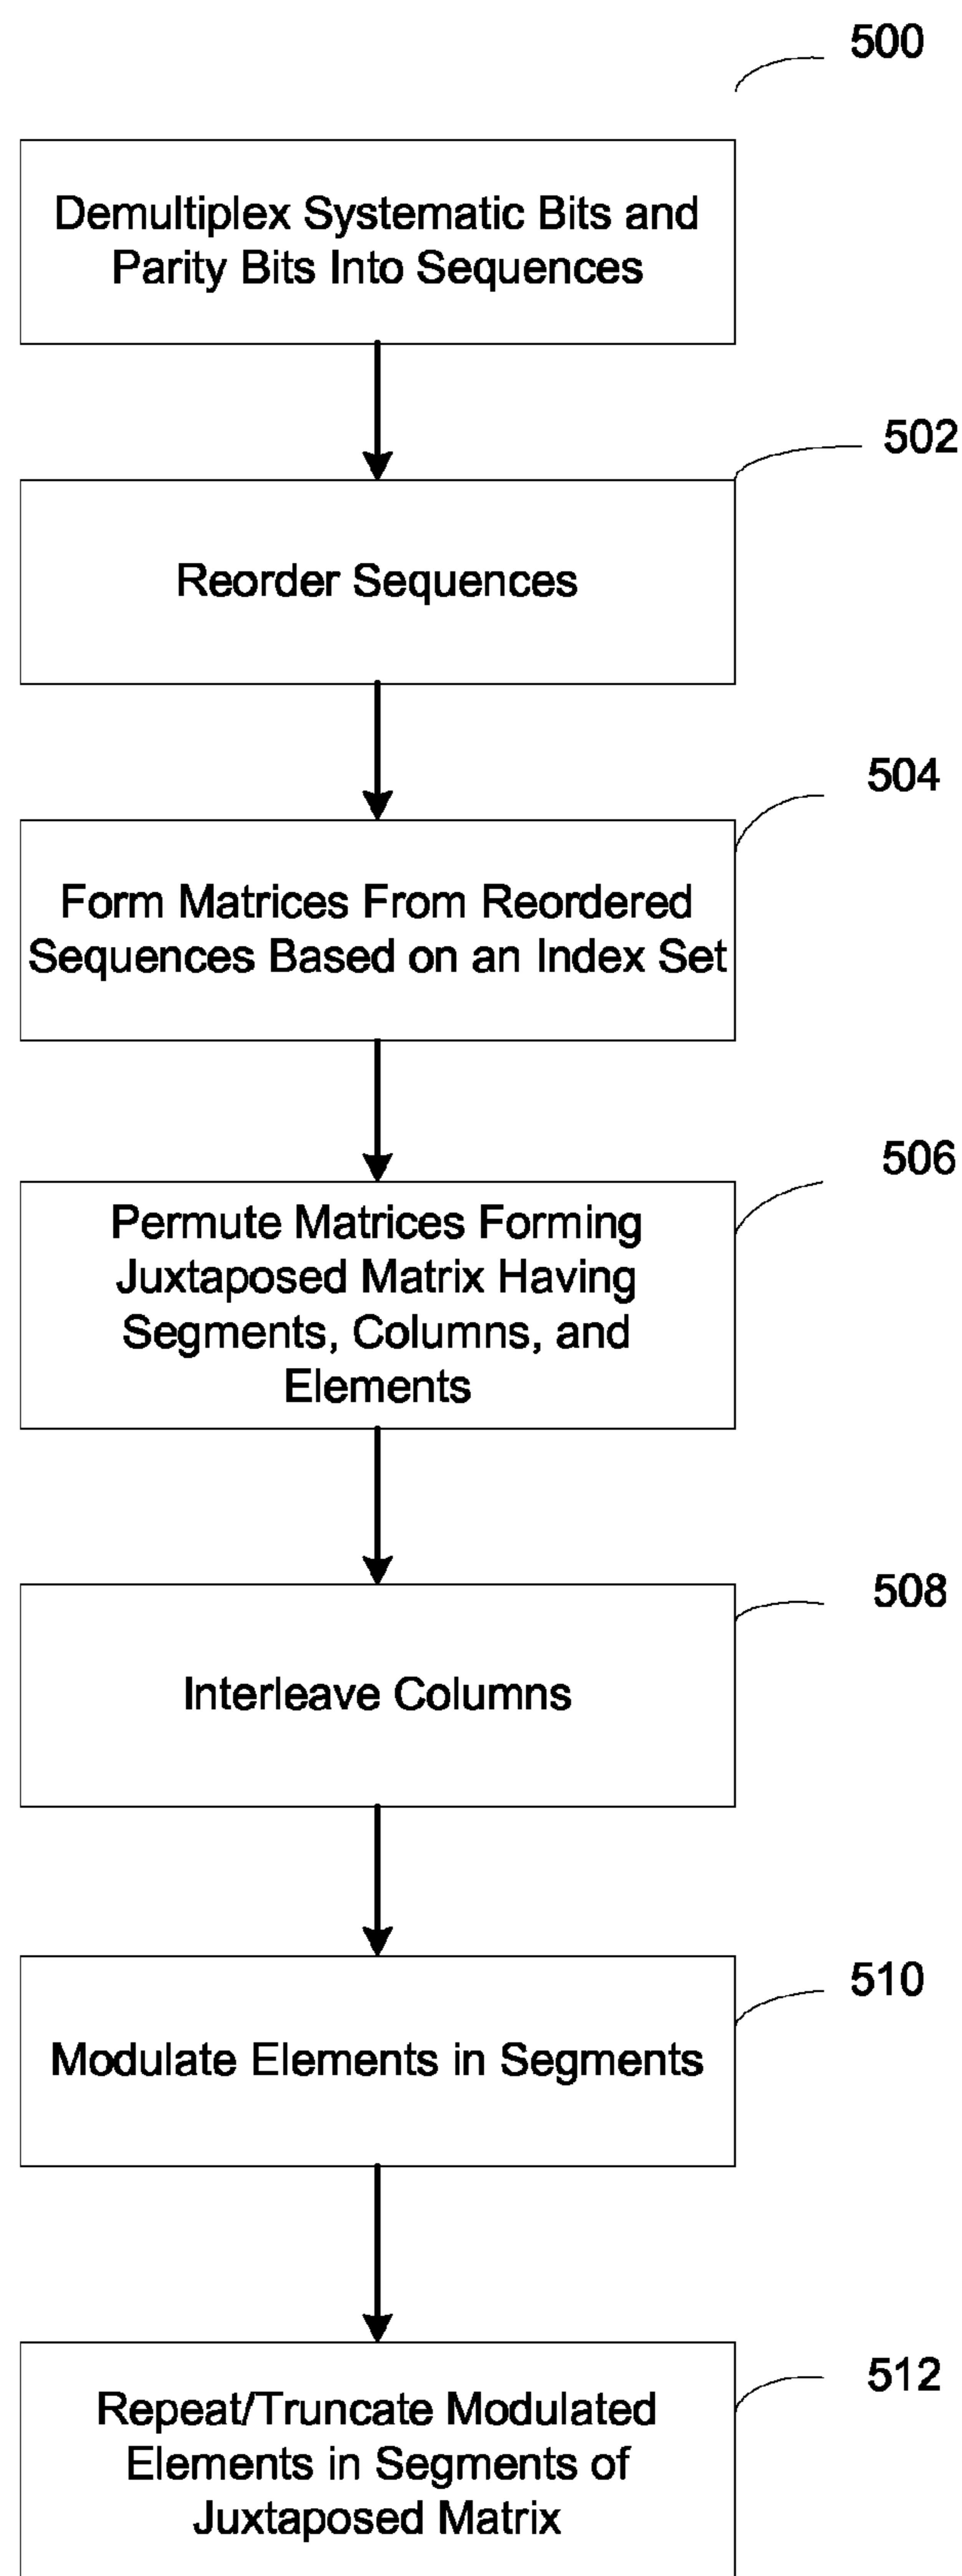 500
Demultiplex Systematic Bits and
Parity Bits Into Sequences
502
Reorder Sequences
504
Form Matrices From Reordered
Sequences Based on an Index Set
506
Permute Matrices Forming
Juxtaposed Matrix Having
Segments, Columns, and
Elements
508
Interleave Columns
510
Modulate Elements in Segments
512
Repeat/Truncate Modulated
Elements in Segments of
Juxtaposed Matrix